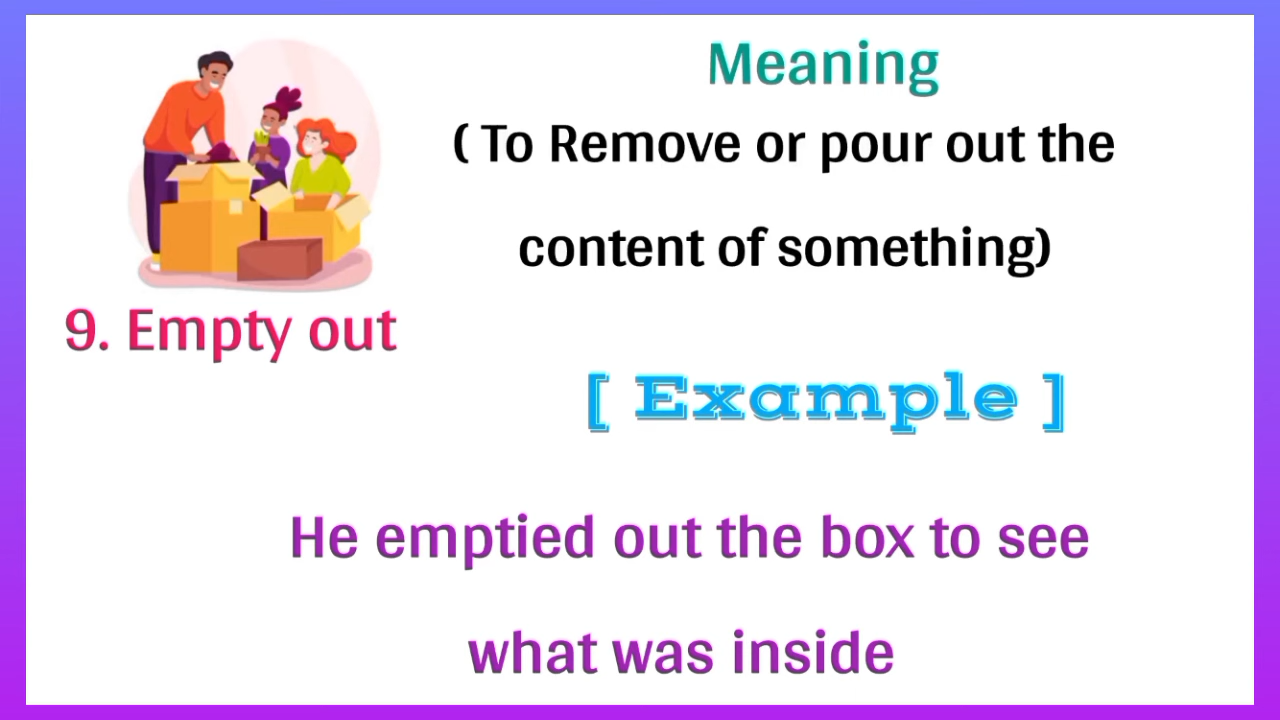 Meaning
( To Remove or pour out the
content of something)
9. Empty out
[ Example ]
He emptied out the box to see
what was inside